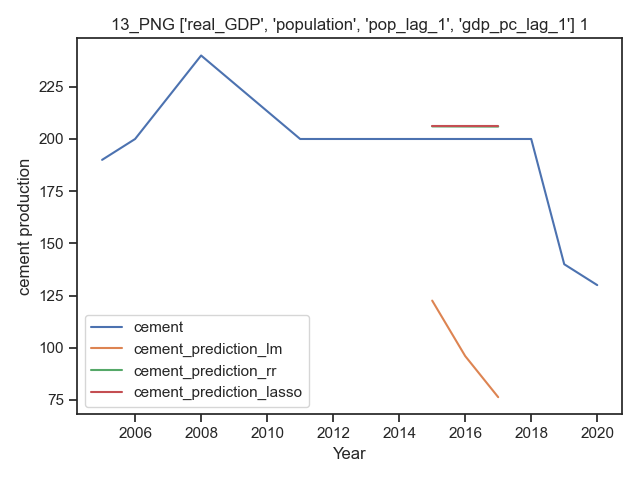 13_PNG ['real_GDP', 'population', 'pop_lag_1', 'gdp_pc_lag_1'] 1
225
200
175
150
125
100
75
cement production
cement
cement_prediction_lm
cement_prediction_rr
cement_prediction_lasso
2006 2008 2010 2012 2014 2016 2018 2020
Year